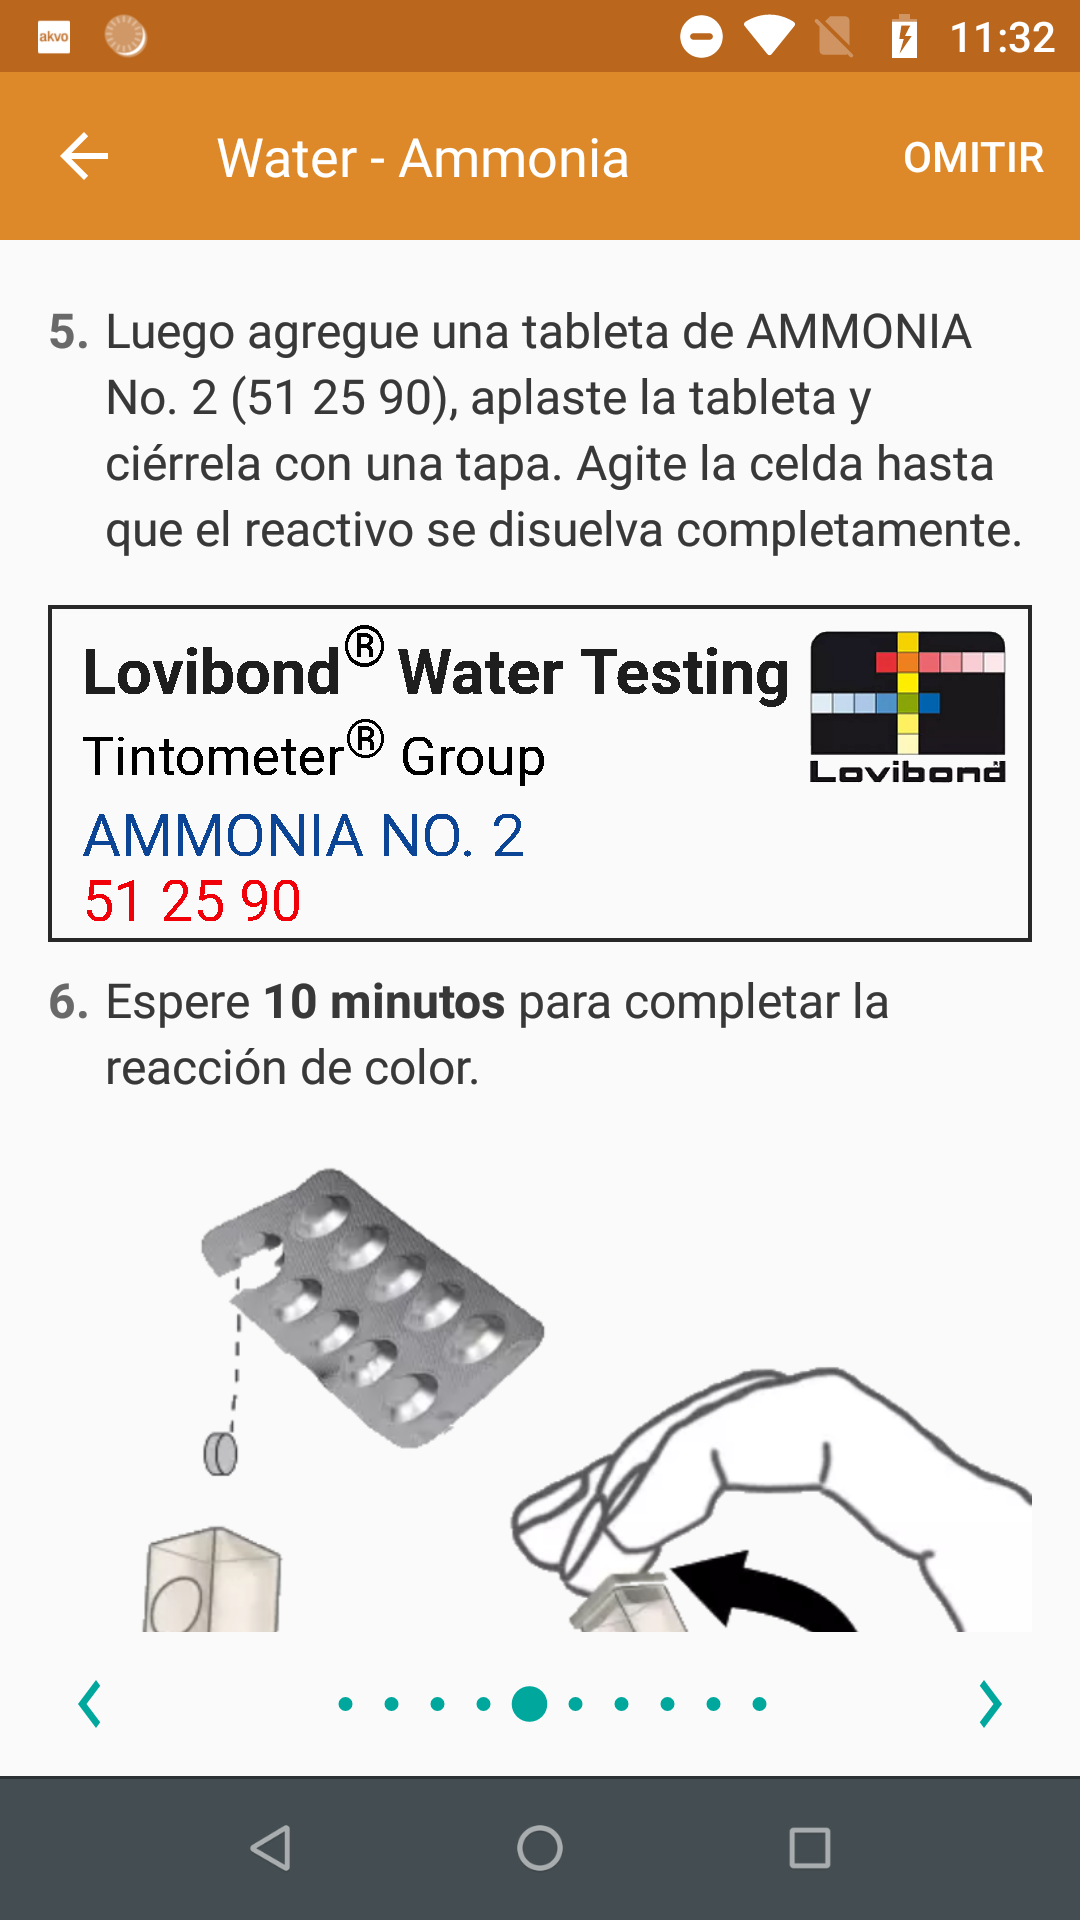 akvo
11:32
Water - Ammonia
OMITIR
5. Luego agregue una tableta de AMMONIA
No. 2 (51 25 90), aplaste la tableta y
ciérrela con una tapa. Agite la celda hasta
que el reactivo se disuelva completamente.
Lovibond® Water Testing
Tintometer® Group
Lovibond
AMMONIA NO. 2
51 25 90
6. Espere 10 minutos para completar la
reacción de color.